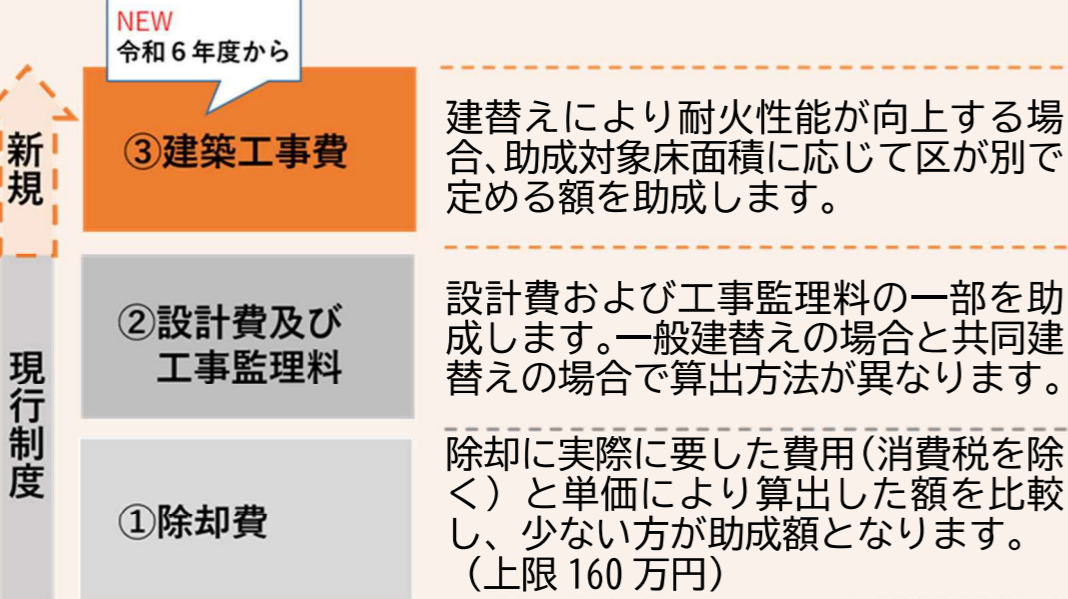 NEW
令和6年度から
新規
③建築工事費
建替えにより耐火性能が向上する場
合、助成対象床面積に応じて区が別で
定める額を助成します。
現行制度
②設計費及び
工事監理料
設計費および工事監理料の一部を助
成します。一般建替えの場合と共同建
替えの場合で算出方法が異なります。
①除却費
除却に実際に要した費用(消費税を除
く)と単価により算出した額を比較
し、少ない方が助成額となります。
(上限 160 万円)